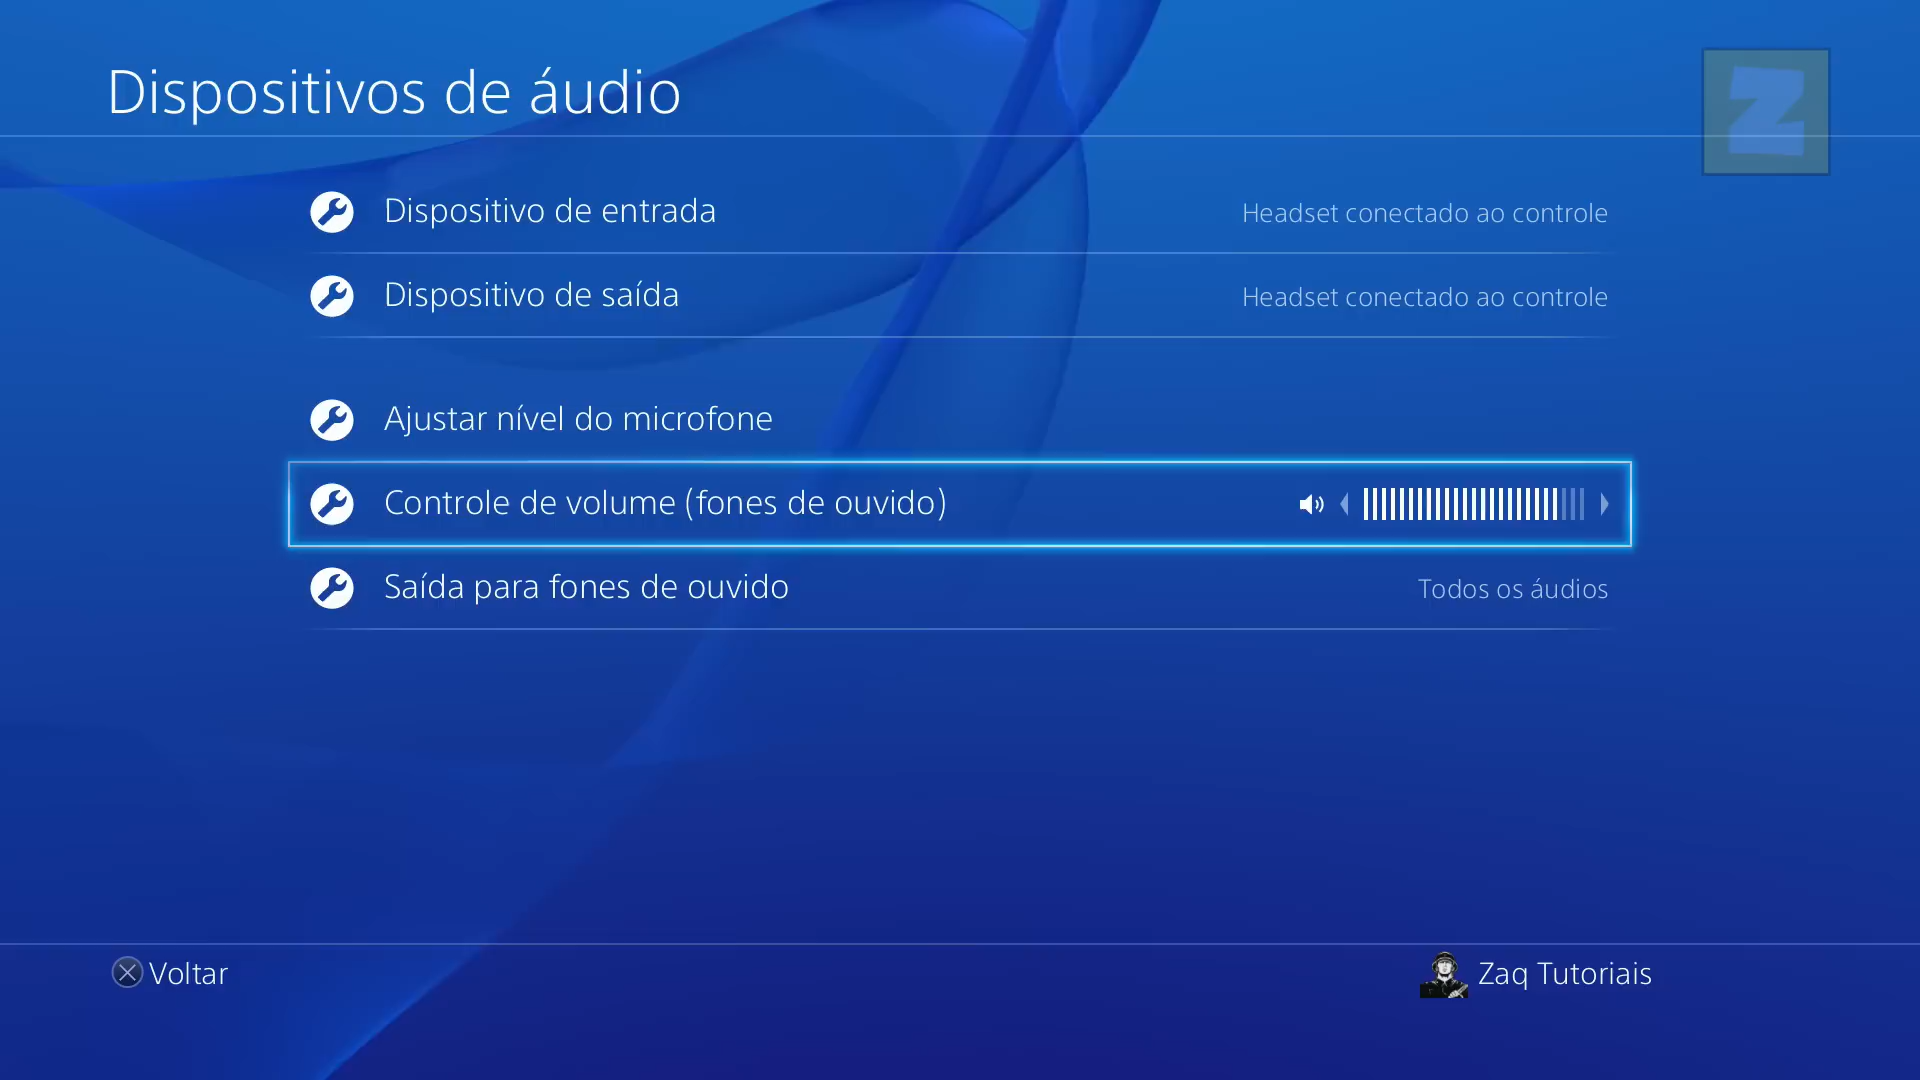 Dispositivos de áudio
Z
Dispositivo de entrada Headset conectado ao controle
Dispositivo de saída Headset conectado ao controle
Ajustar nível do microfone
Controle de volume (fones de ouvido)
Saída para fones de ouvido Todos os áudios
Voltar Zaq Tutoriais